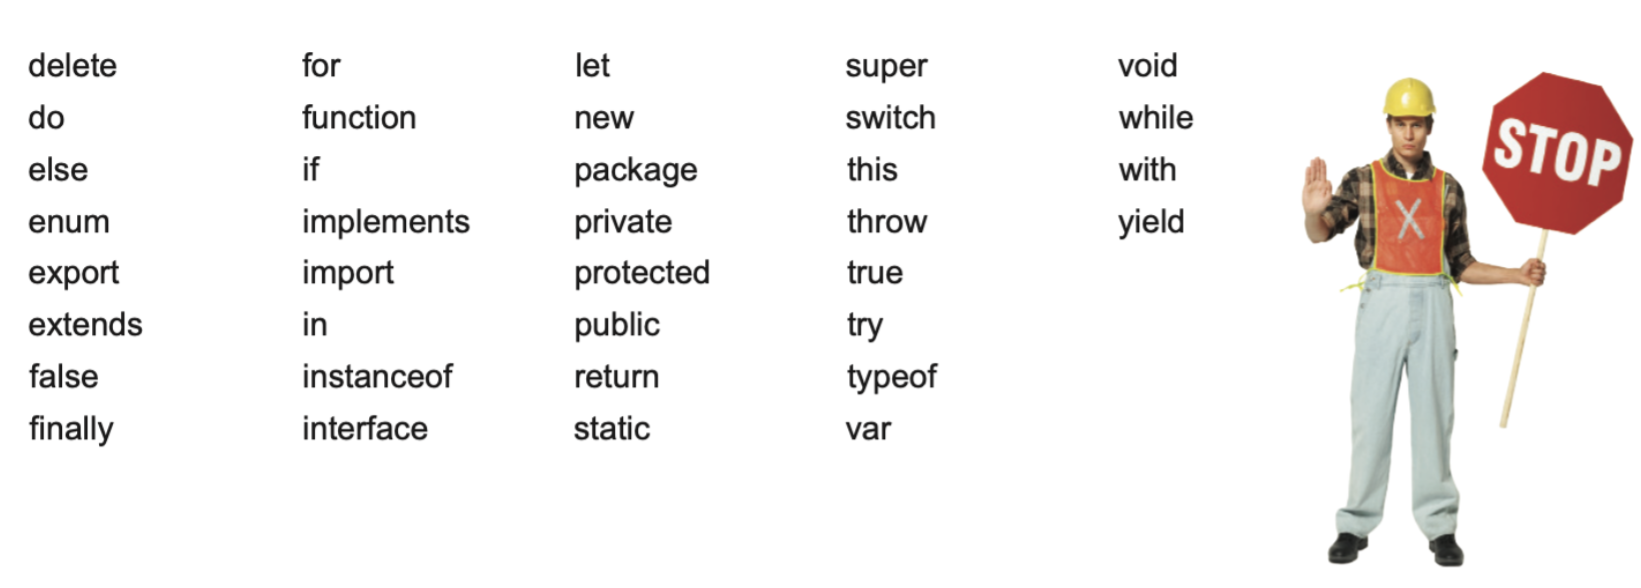 delete for let super void
do function new switch while
else if package this with
enum implements private throw yield
export import protected true
extends in public try
false instanceof return typeof
finally interface static var
STOP